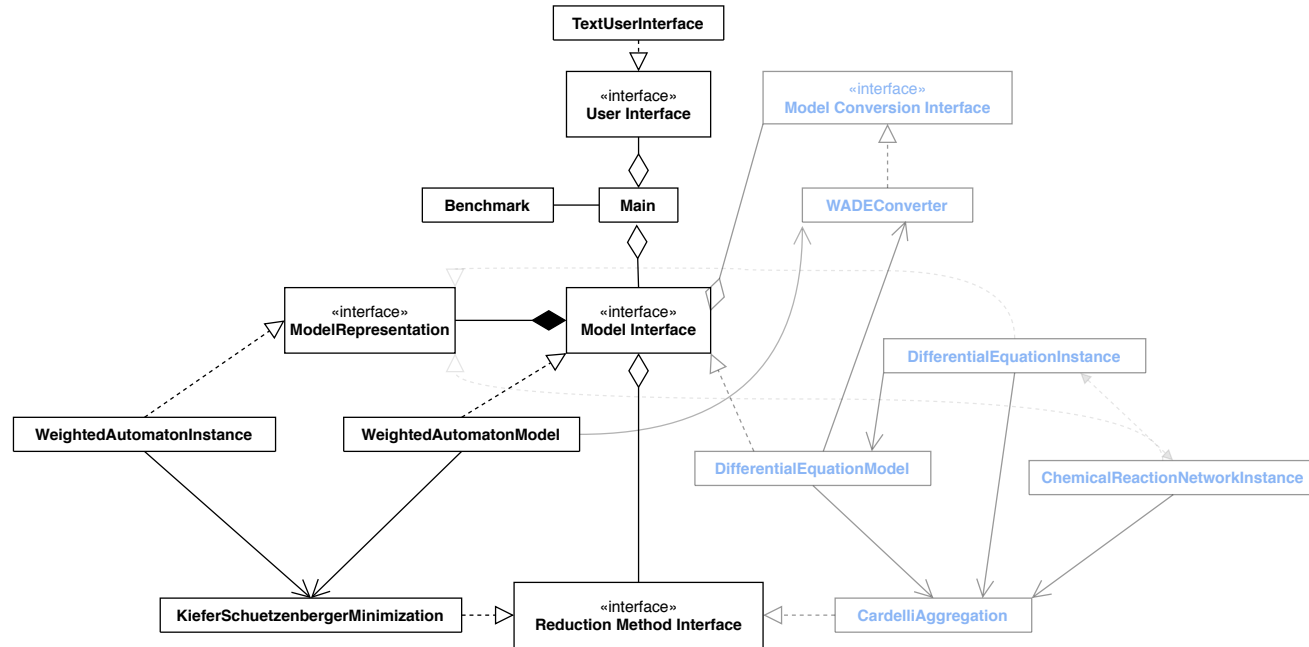 TextUserInterface
«interface»
User Interface
«interface»
Model Conversion Interface
Benchmark
Main
WADEConverter
«interface»
ModelRepresentation
«interface»
Model Interface
DifferentialEquationInstance
WeightedAutomatonInstance
WeightedAutomatonModel
DifferentialEquationModel
ChemicalReactionNetworkInstance
KieferSchuetzenbergerMinimization
«interface»
Reduction Method Interface
CardelliAggregation